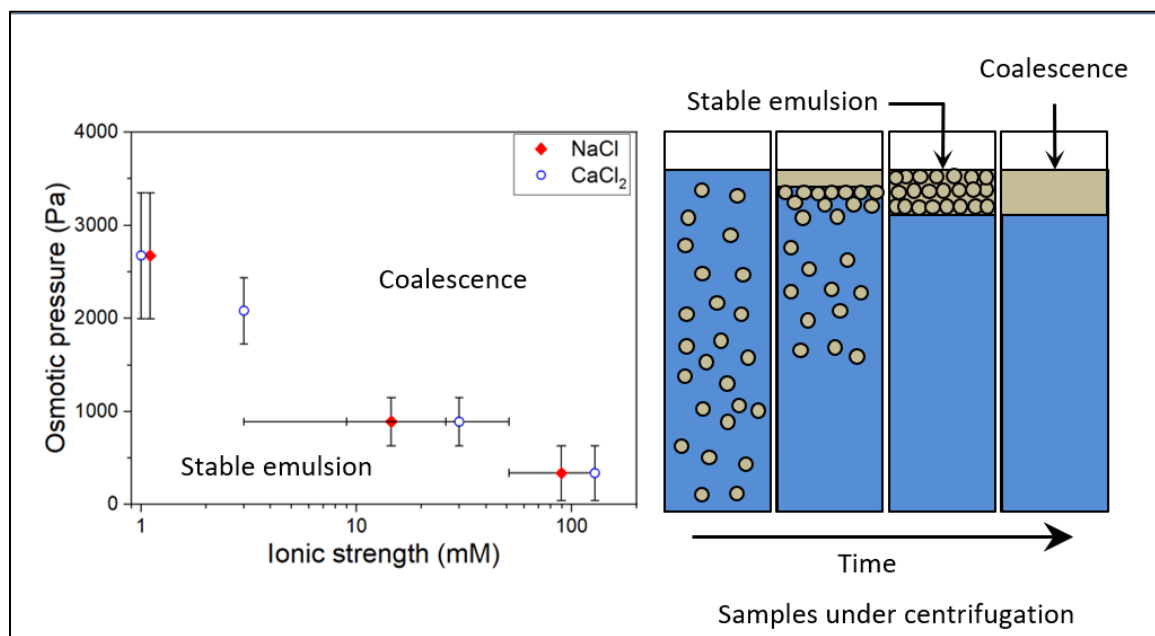 Coalescence
Stable emulsion
4000
3000
2000
1000
0
Osmotic pressure (Pa)
NaCl
CaCl₂
Coalescence
Stable emulsion
1
10
100
Ionic strength (mM)
Time
Samples under centrifugation